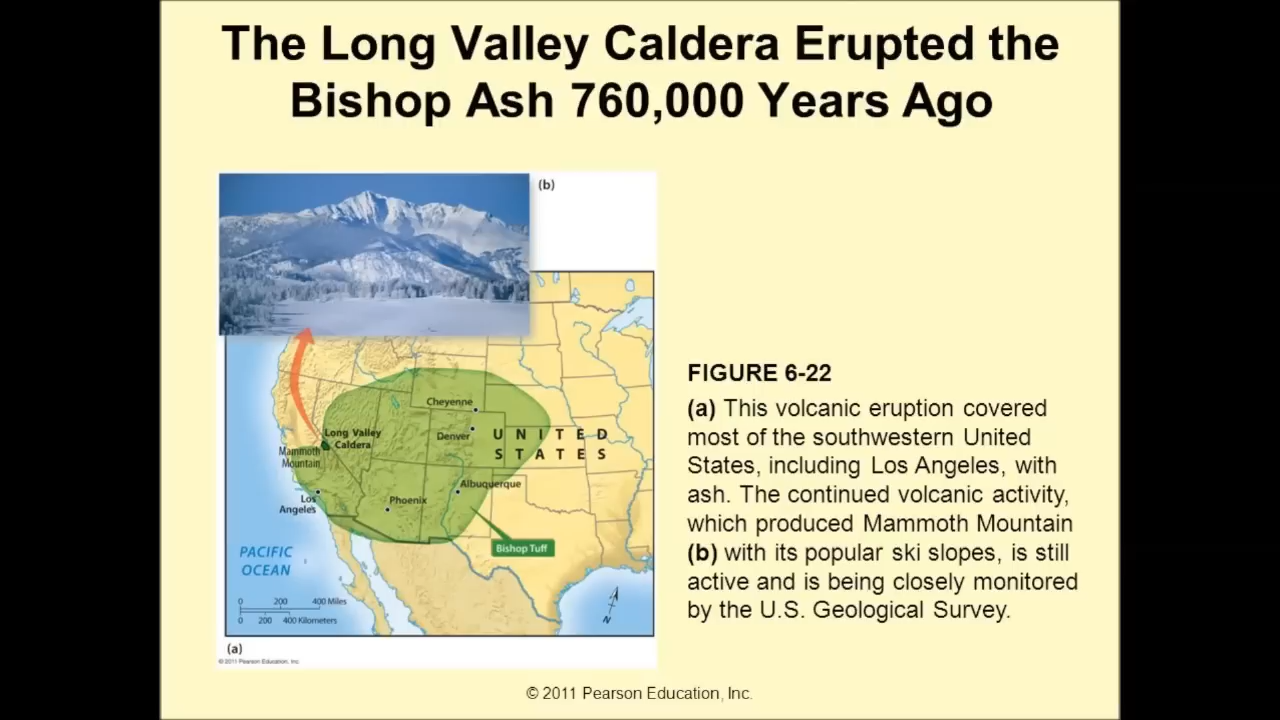 The Long Valley Caldera Erupted the
Bishop Ash 760,000 Years Ago
(b)
Cheyenne
Long Valley
Caldera
Denver
UNITED
STATES
Mammoth
Mountain
Albuquerque
Los
Angeles
Phoenix
Bishop Tuff
PACIFIC
OCEAN
0 200 400 Miles
0 200 400 Kilometers
N
(a)
© 2011 Pearson Education, Inc.
FIGURE 6-22
(a) This volcanic eruption covered
most of the southwestern United
States, including Los Angeles, with
ash. The continued volcanic activity,
which produced Mammoth Mountain
(b) with its popular ski slopes, is still
active and is being closely monitored
by the U.S. Geological Survey.
© 2011 Pearson Education, Inc.